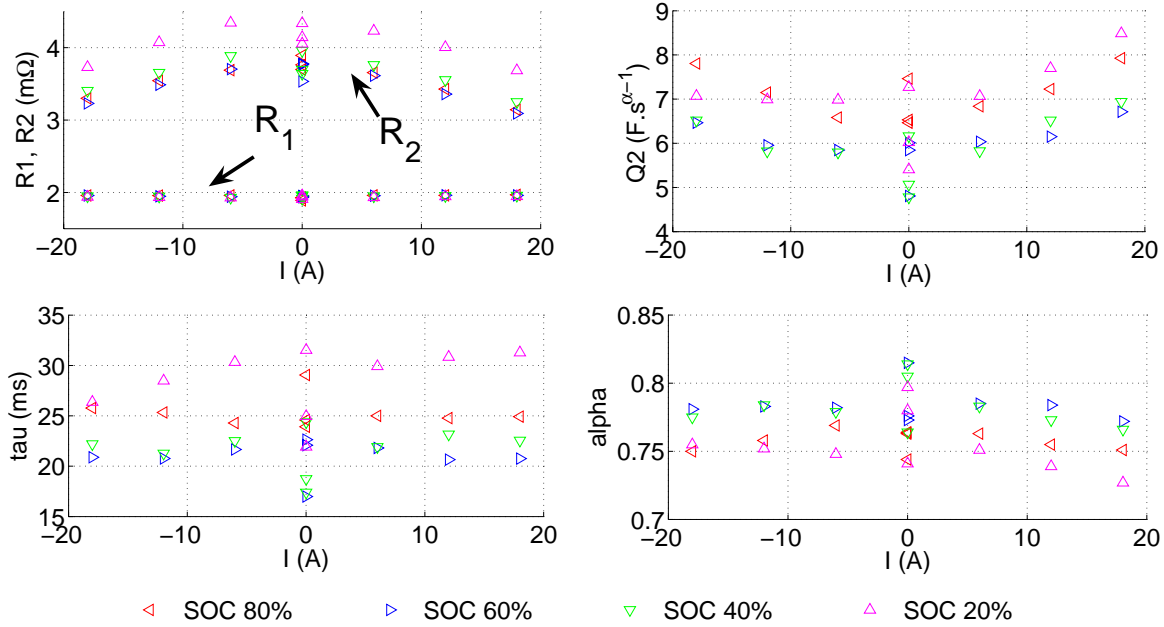 4
3
2
R1, R2 (mΩ)
R1
R2
−20 −10 0 10 20
I (A)
9
8
7
6
5
4
Q2 (F.s^α−1)
−20 −10 0 10 20
I (A)
35
30
25
20
15
tau (ms)
−20 −10 0 10 20
I (A)
0.85
0.8
0.75
0.7
alpha
−20 −10 0 10 20
I (A)
SOC 80% SOC 60% SOC 40% SOC 20%